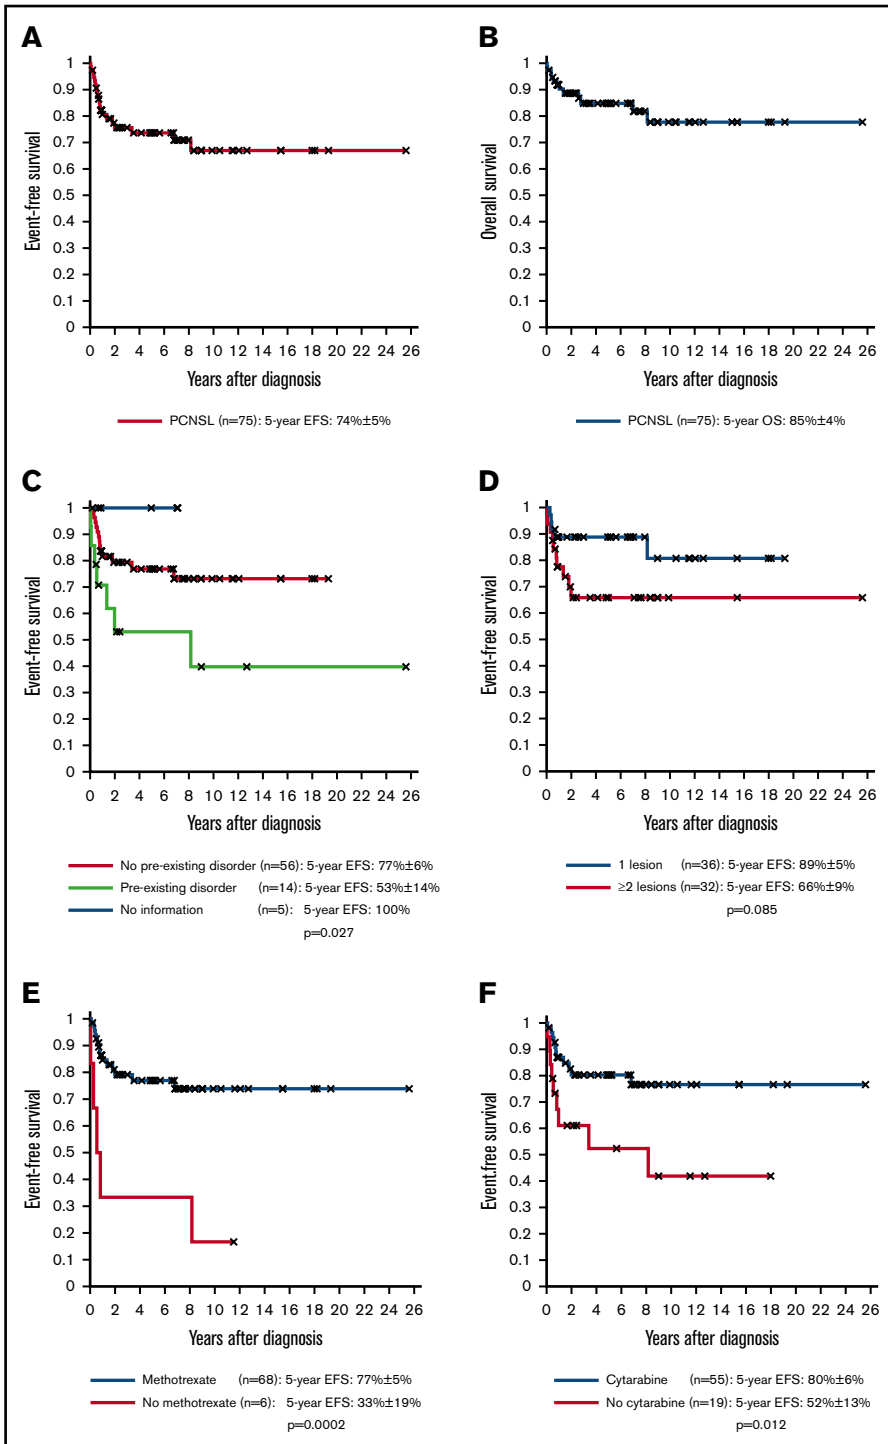 A
1
0.9
0.8
0.7
0.6
0.5
0.4
0.3
0.2
0.1
0
Event-free survival
0 2 4 6 8 10 12 14 16 18 20 22 24 26
Years after diagnosis
PCNSL (n=75): 5-year EFS: 74%±5%
B
1
0.9
0.8
0.7
0.6
0.5
0.4
0.3
0.2
0.1
0
Overall survival
0 2 4 6 8 10 12 14 16 18 20 22 24 26
Years after diagnosis
PCNSL (n=75): 5-year OS: 85%±4%
C
1
0.9
0.8
0.7
0.6
0.5
0.4
0.3
0.2
0.1
0
Event-free survival
0 2 4 6 8 10 12 14 16 18 20 22 24 26
Years after diagnosis
No pre-existing disorder (n=56): 5-year EFS: 77%±6%
Pre-existing disorder (n=14): 5-year EFS: 53%±14%
No information (n=5): 5-year EFS: 100%
p=0.027
D
1
0.9
0.8
0.7
0.6
0.5
0.4
0.3
0.2
0.1
0
Event-free survival
0 2 4 6 8 10 12 14 16 18 20 22 24 26
Years after diagnosis
1 lesion (n=36): 5-year EFS: 89%±5%
≥2 lesions (n=32): 5-year EFS: 66%±9%
p=0.085
E
1
0.9
0.8
0.7
0.6
0.5
0.4
0.3
0.2
0.1
0
Event-free survival
0 2 4 6 8 10 12 14 16 18 20 22 24 26
Years after diagnosis
Methotrexate (n=68): 5-year EFS: 77%±5%
No methotrexate (n=6): 5-year EFS: 33%±19%
p=0.0002
F
1
0.9
0.8
0.7
0.6
0.5
0.4
0.3
0.2
0.1
0
Event.free survival
0 2 4 6 8 10 12 14 16 18 20 22 24 26
Years after diagnosis
Cytarabine (n=55): 5-year EFS: 80%±6%
No cytarabine (n=19): 5-year EFS: 52%±13%
p=0.012